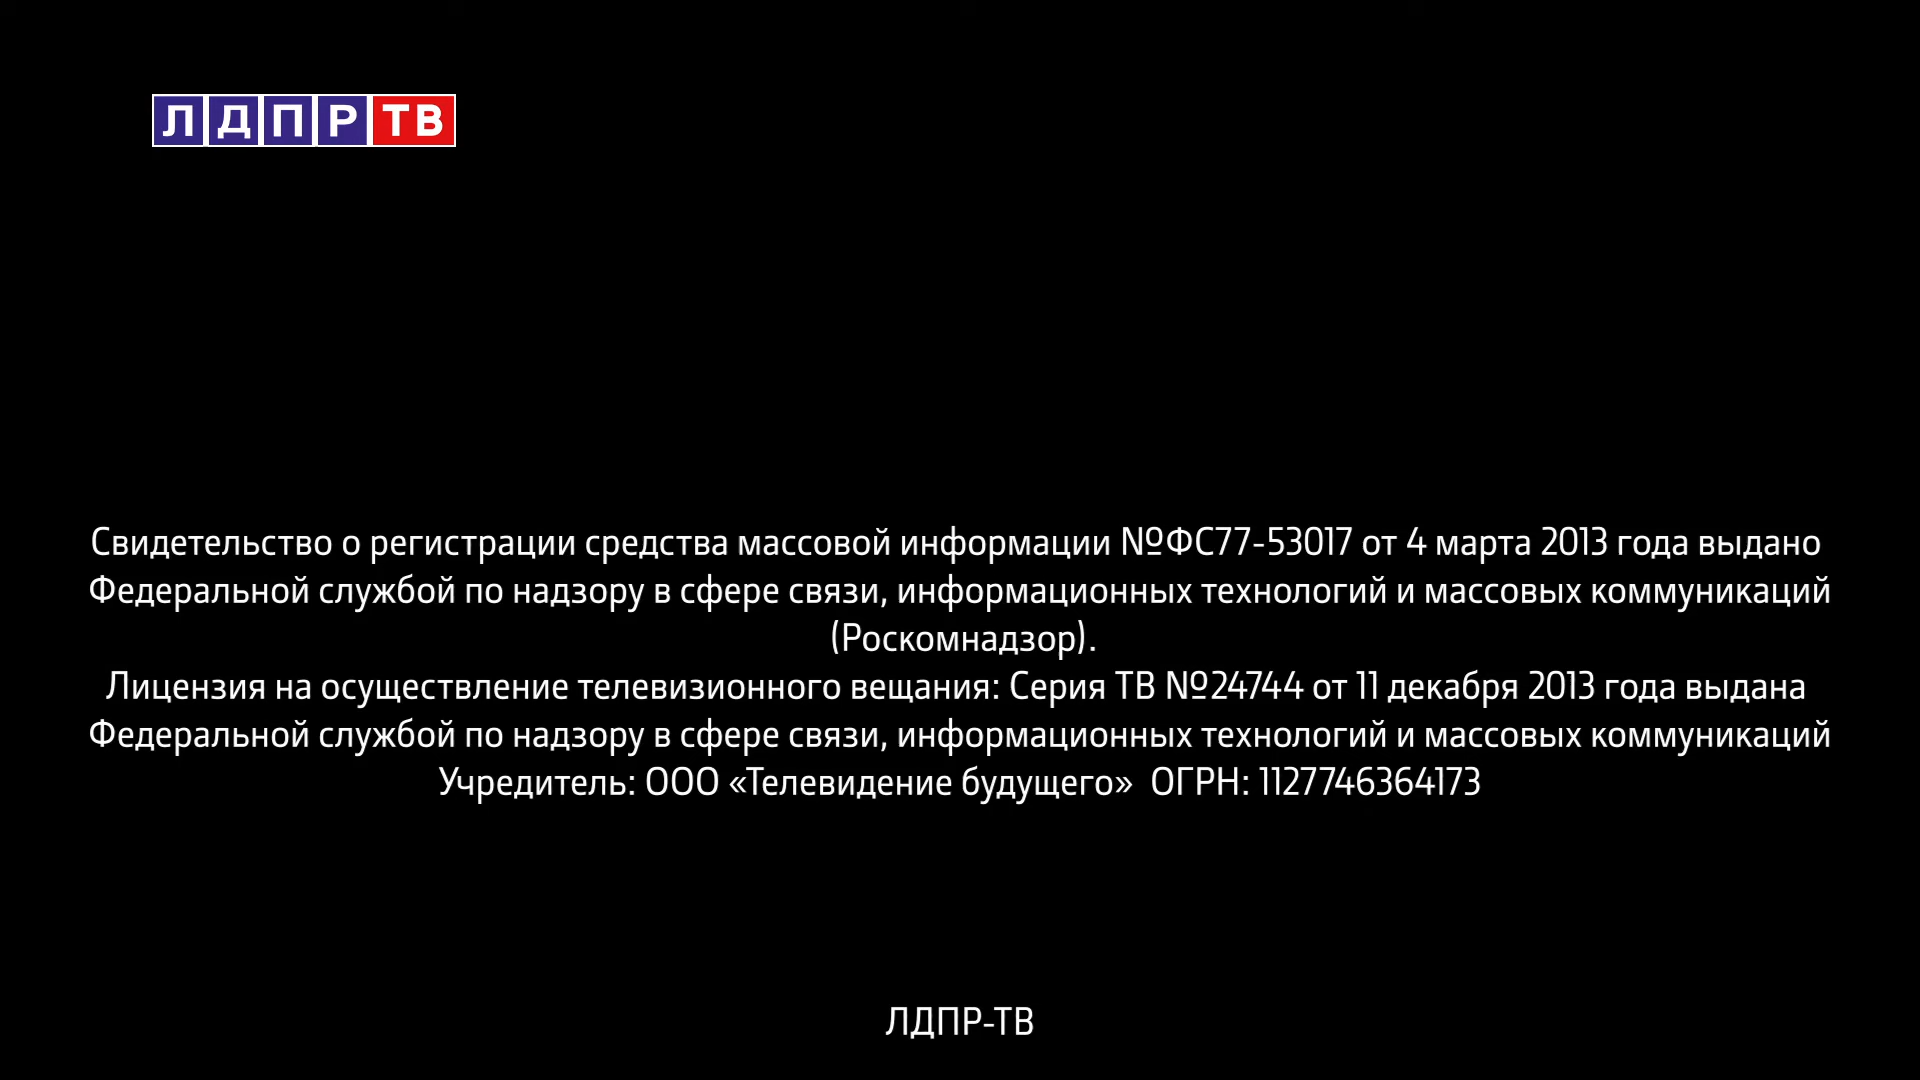 ЛДПР ТВ
Свидетельство о регистрации средства массовой информации №ФС77-53017 от 4 марта 2013 года выдано
Федеральной службой по надзору в сфере связи, информационных технологий и массовых коммуникаций
(Роскомнадзор).
Лицензия на осуществление телевизионного вещания: Серия ТВ №24744 от 11 декабря 2013 года выдана
Федеральной службой по надзору в сфере связи, информационных технологий и массовых коммуникаций
Учредитель: ООО «Телевидение будущего»  ОГРН: 1127746364173
ЛДПР-ТВ